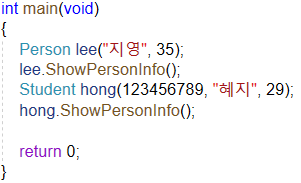 int main(void)
{
Person lee("지영", 35);
lee.ShowPersonInfo();
Student hong(123456789, "혜지", 29);
hong.ShowPersonInfo();
return 0;
}